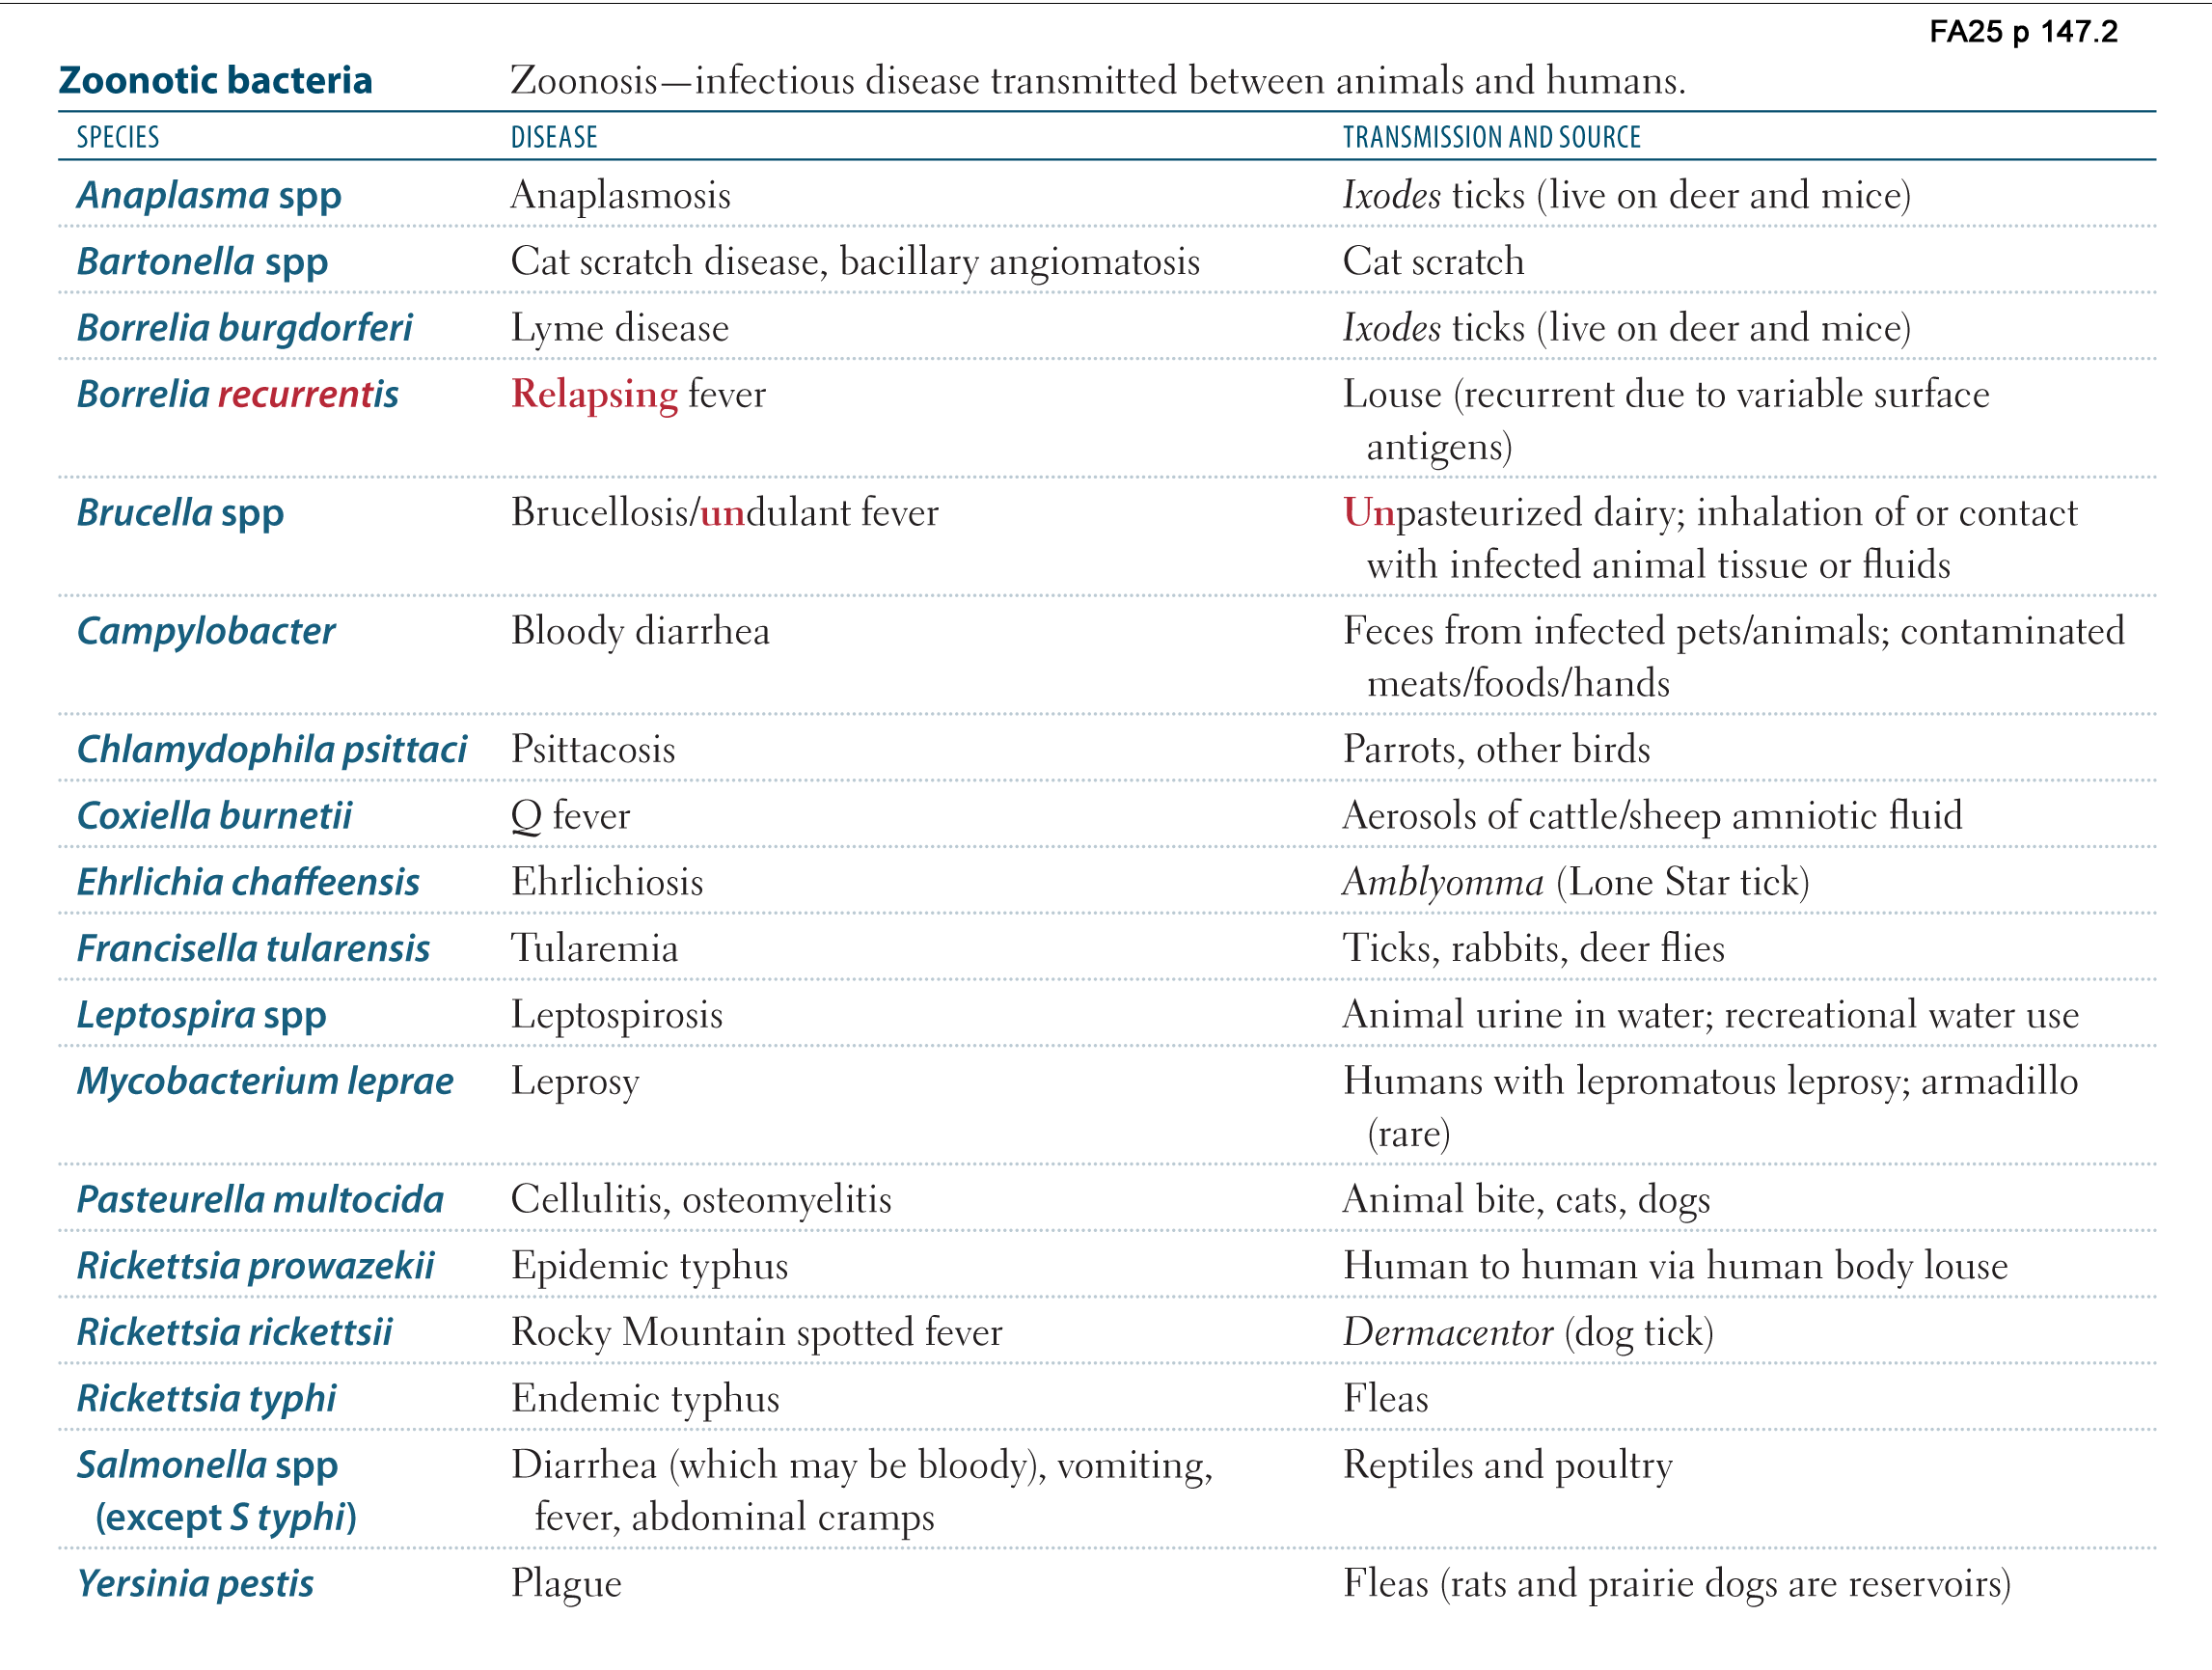 FA25 p 147.2
Zoonotic bacteria Zoonosis—infectious disease transmitted between animals and humans.
SPECIES DISEASE TRANSMISSION AND SOURCE
Anaplasma spp Anaplasmosis Ixodes ticks (live on deer and mice)
Bartonella spp Cat scratch disease, bacillary angiomatosis Cat scratch
Borrelia burgdorferi Lyme disease Ixodes ticks (live on deer and mice)
Borrelia recurrentis Relapsing fever Louse (recurrent due to variable surface
antigens)
Brucella spp Brucellosis/undulant fever Unpasteurized dairy; inhalation of or contact
with infected animal tissue or fluids
Campylobacter Bloody diarrhea Feces from infected pets/animals; contaminated
meats/foods/hands
Chlamydophila psittaci Psittacosis Parrots, other birds
Coxiella burnetii Q fever Aerosols of cattle/sheep amniotic fluid
Ehrlichia chaffeensis Ehrlichiosis Amblyomma (Lone Star tick)
Francisella tularensis Tularemia Ticks, rabbits, deer flies
Leptospira spp Leptospirosis Animal urine in water; recreational water use
Mycobacterium leprae Leprosy Humans with lepromatous leprosy; armadillo
(rare)
Pasteurella multocida Cellulitis, osteomyelitis Animal bite, cats, dogs
Rickettsia prowazekii Epidemic typhus Human to human via human body louse
Rickettsia rickettsii Rocky Mountain spotted fever Dermacentor (dog tick)
Rickettsia typhi Endemic typhus Fleas
Salmonella spp Diarrhea (which may be bloody), vomiting, Reptiles and poultry
(except S typhi) fever, abdominal cramps
Yersinia pestis Plague Fleas (rats and prairie dogs are reservoirs)